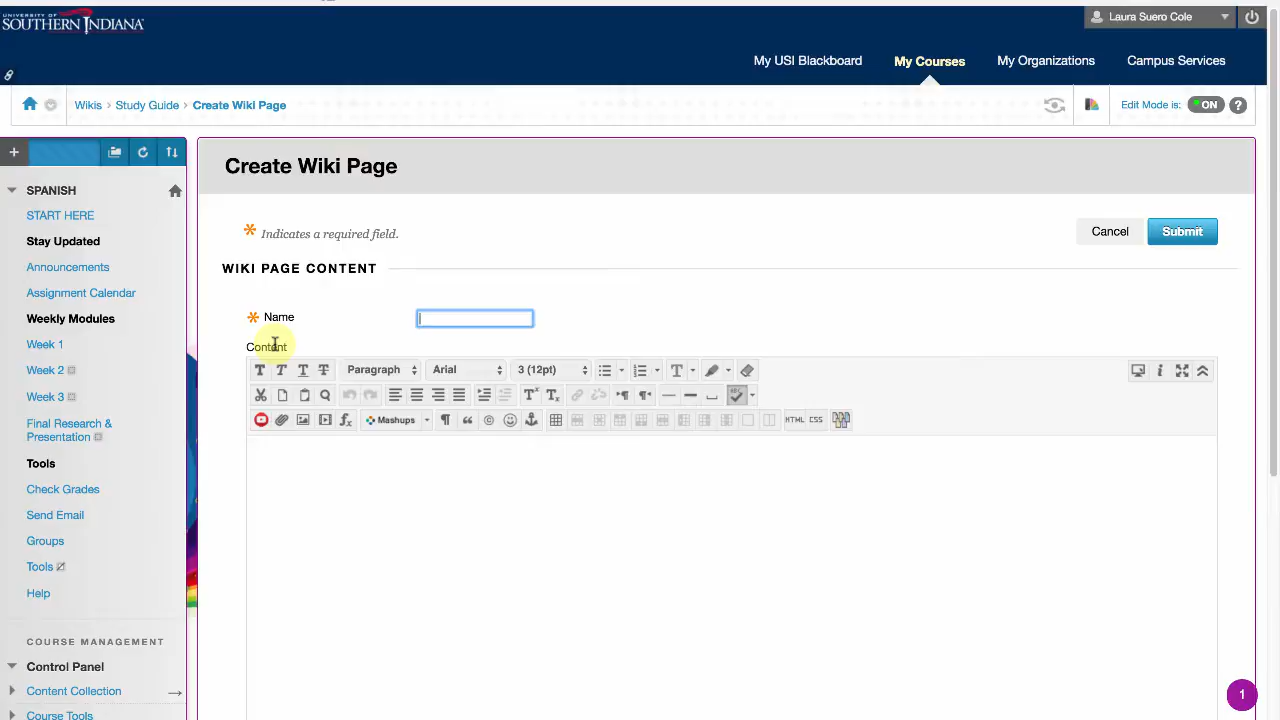 UNIVERSITY OF
SOUTHERN INDIANA
Laura Suero Cole
My USI Blackboard
My Courses
My Organizations
Campus Services
Wikis > Study Guide > Create Wiki Page
Edit Mode is:
ON
?
Create Wiki Page
SPANISH
START HERE
Stay Updated
Announcements
Assignment Calendar
Weekly Modules
Week 1
Week 2
Week 3
Final Research &
Presentation
Tools
Check Grades
Send Email
Groups
Tools
Help
COURSE MANAGEMENT
Control Panel
Content Collection
Course Tools
* Indicates a required field.
Cancel
Submit
WIKI PAGE CONTENT
* Name
Content
T T T T Paragraph Arial 3 (12pt) T
T T ABC
Mashups HTML CSS
1